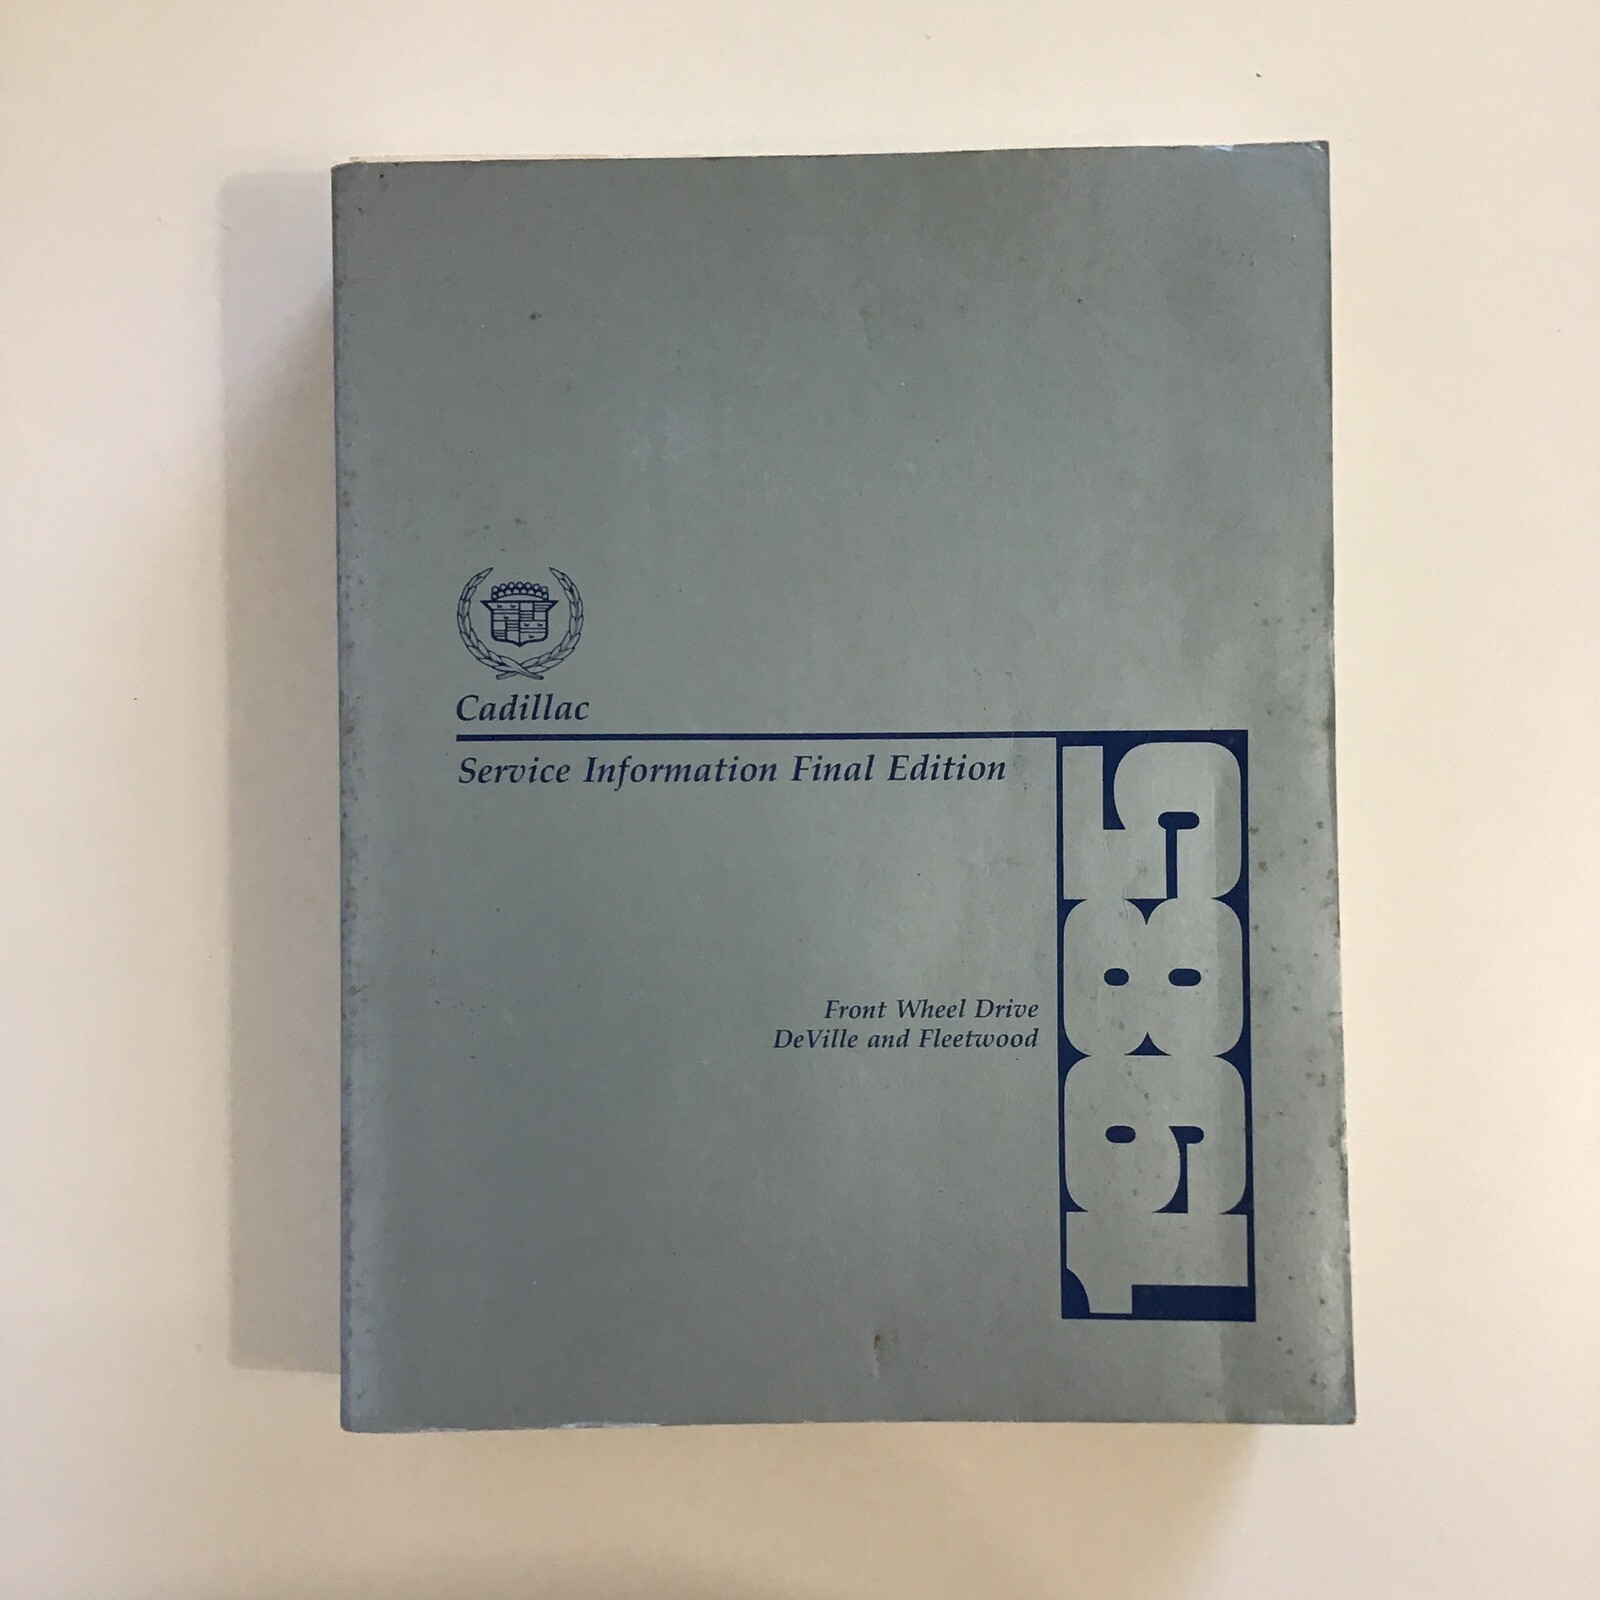 Cadillac
Service Information Final Edition
1985
Front Wheel Drive
DeVille and Fleetwood